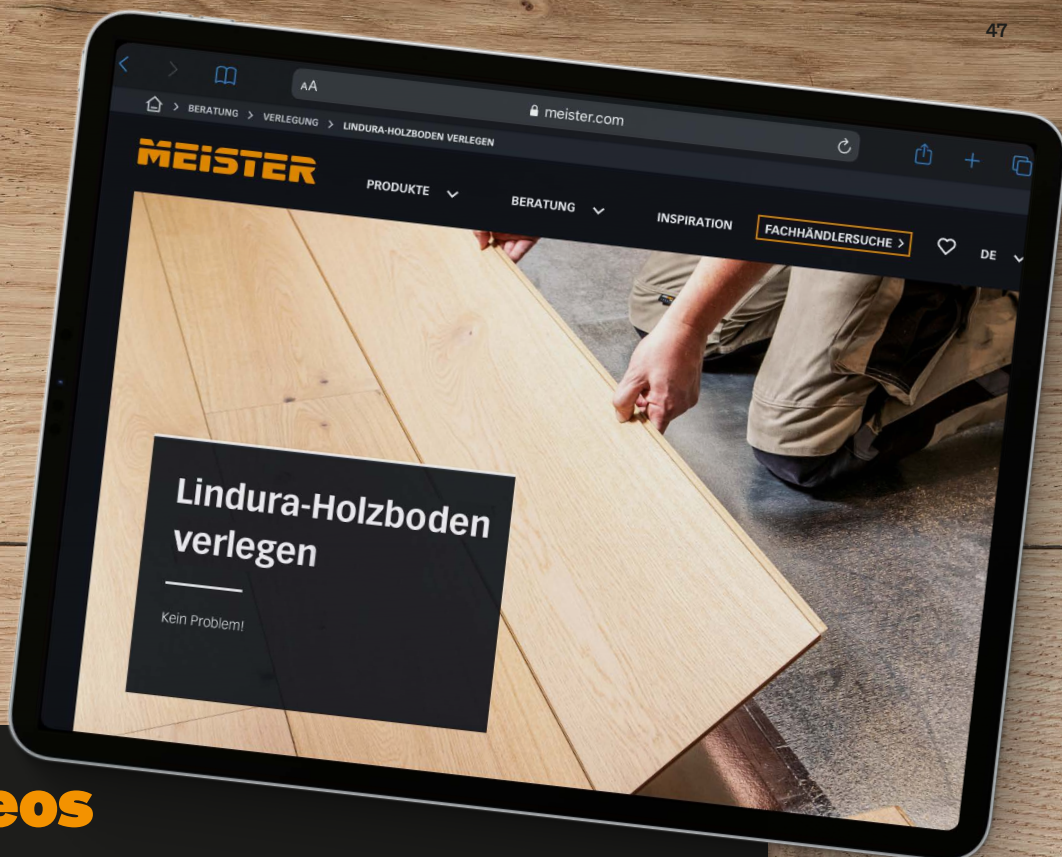 47
AA
meister.com
BERATUNG > VERLEGUNG > LINDURA-HOLZBODEN VERLEGEN
MEISTER
PRODUKTE
BERATUNG
INSPIRATION
FACHHÄNDLERSUCHE >
DE
Lindura-Holzboden
verlegen
Kein Problem!
eos